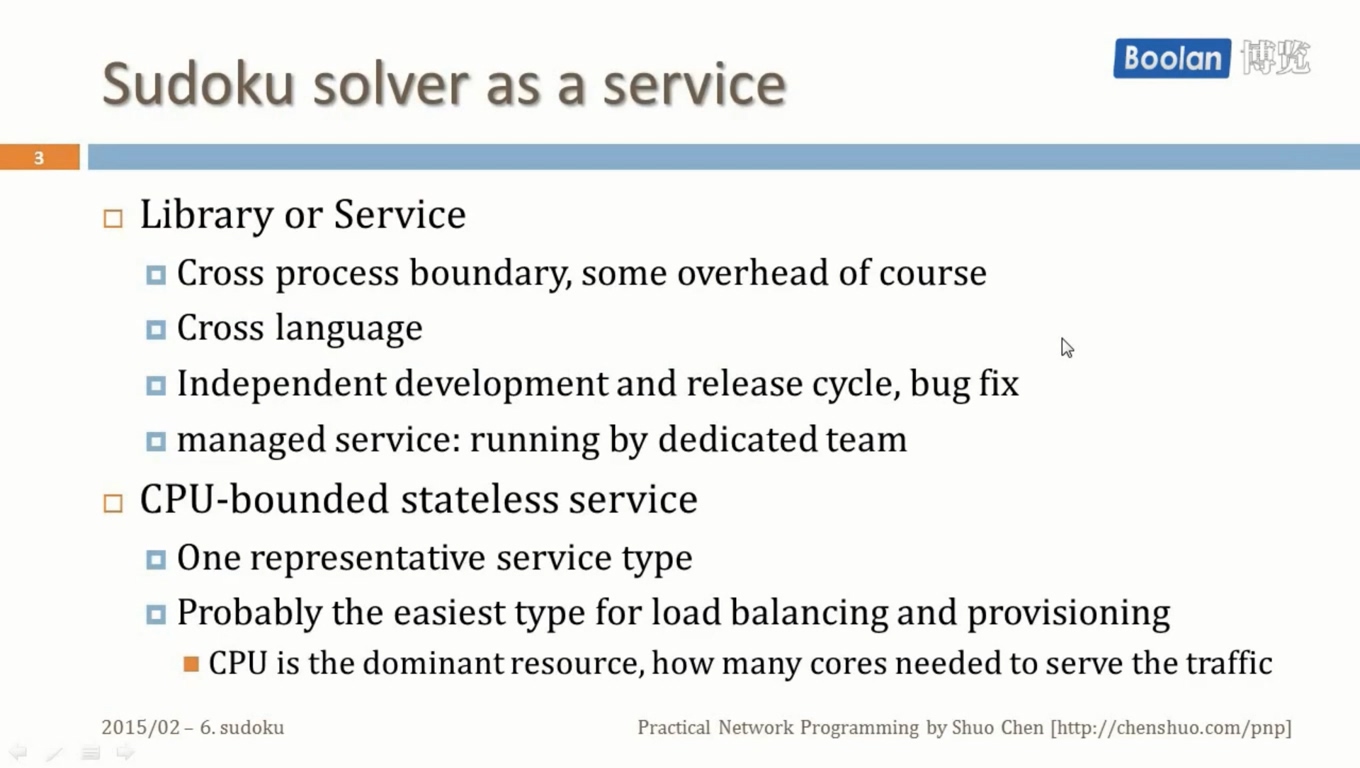 Sudoku solver as a service
Boolan 博览
3
Library or Service
Cross process boundary, some overhead of course
Cross language
Independent development and release cycle, bug fix
managed service: running by dedicated team
CPU-bounded stateless service
One representative service type
Probably the easiest type for load balancing and provisioning
CPU is the dominant resource, how many cores needed to serve the traffic
2015/02 – 6. sudoku
Practical Network Programming by Shuo Chen [http://chenshuo.com/pnp]